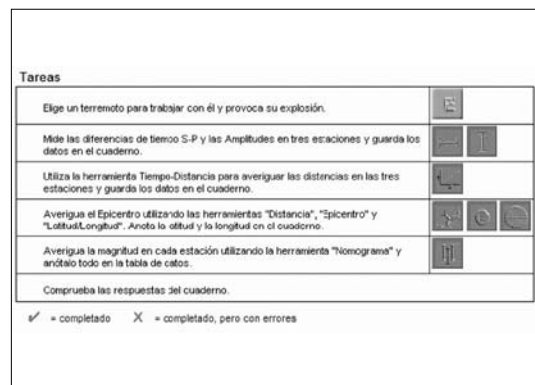 Tareas
Elige un terremoto para trabajar con él y provoca su explosión.
Mide las diferencias de tiempo S-P y las Amplitudes en tres estaciones y guarda los
datos en el cuaderno.
Utiliza la herramienta Tiempo-Distancia para averiguar las distancias en las tres
estaciones y guarda los datos en el cuaderno.
Averigua el Epicentro utilizando las herramientas "Distancia", "Epicentro" y
"Latitud/Longitud". Anota la latitud y la longitud en el cuaderno.
Averigua la magnitud en cada estación utilizando la herramienta "Nomograma" y
anótalo todo en la tabla de datos.
Comprueba las respuestas del cuaderno.
✔ = completado X = completado, pero con errores